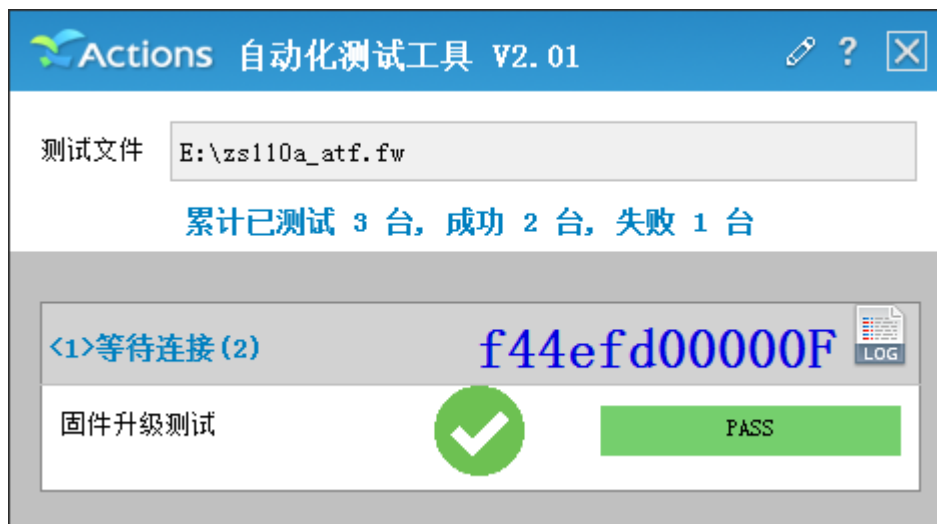 Actions 自动化测试工具 V2.01 ?
测试文件 E:\zs110a_atf.fw
累计已测试 3 台, 成功 2 台, 失败 1 台
<1>等待连接(2) f44efd00000F LOG
固件升级测试 PASS